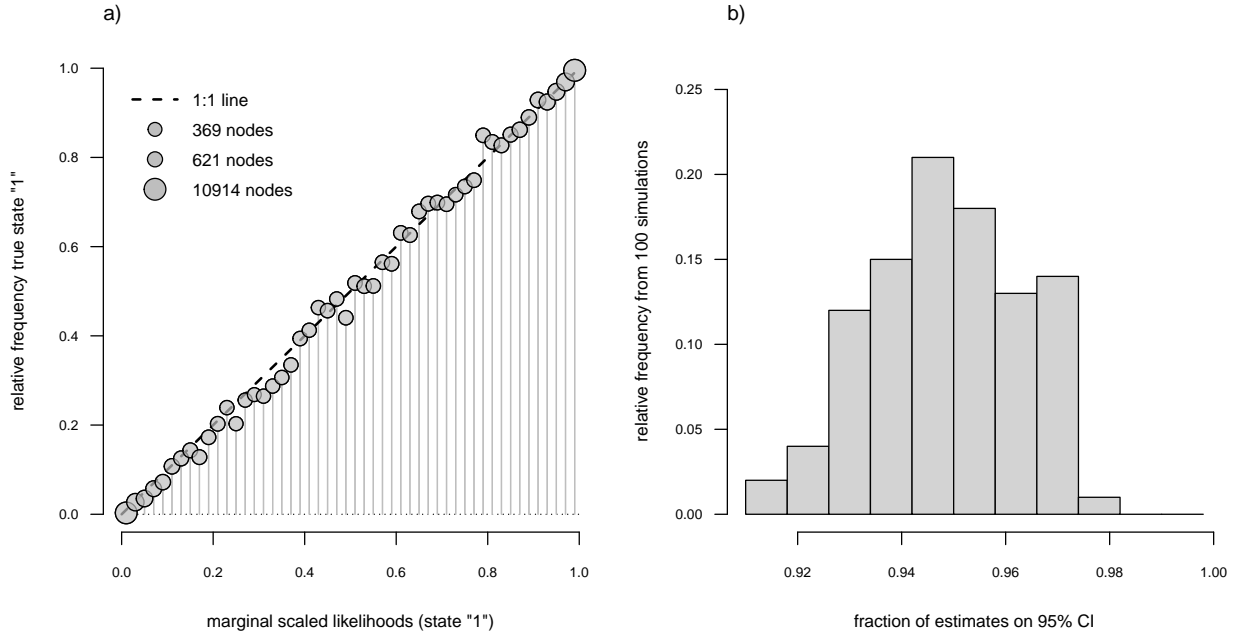 a)
relative frequency true state "1"
1.0
0.8
0.6
0.4
0.2
0.0
1:1 line
369 nodes
621 nodes
10914 nodes
0.0 0.2 0.4 0.6 0.8 1.0
marginal scaled likelihoods (state "1")
b)
relative frequency from 100 simulations
0.25
0.20
0.15
0.10
0.05
0.00
0.92 0.94 0.96 0.98 1.00
fraction of estimates on 95% CI